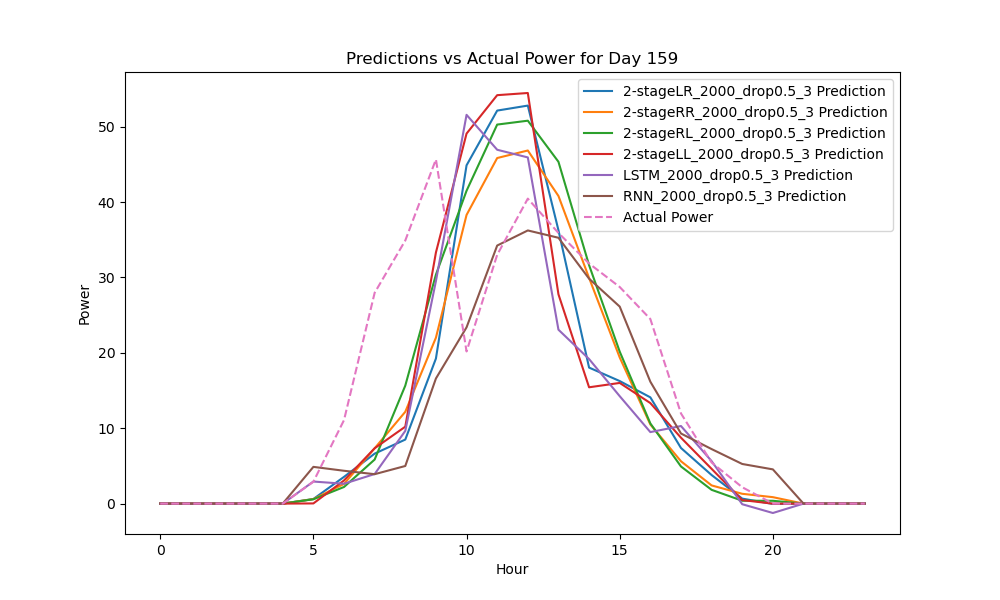 Predictions vs Actual Power for Day 159
2-stageLR_2000_drop0.5_3 Prediction
2-stageRR_2000_drop0.5_3 Prediction
2-stageRL_2000_drop0.5_3 Prediction
2-stageLL_2000_drop0.5_3 Prediction
LSTM_2000_drop0.5_3 Prediction
RNN_2000_drop0.5_3 Prediction
Actual Power
Power
50
40
30
20
10
0
0 5 10 15 20
Hour